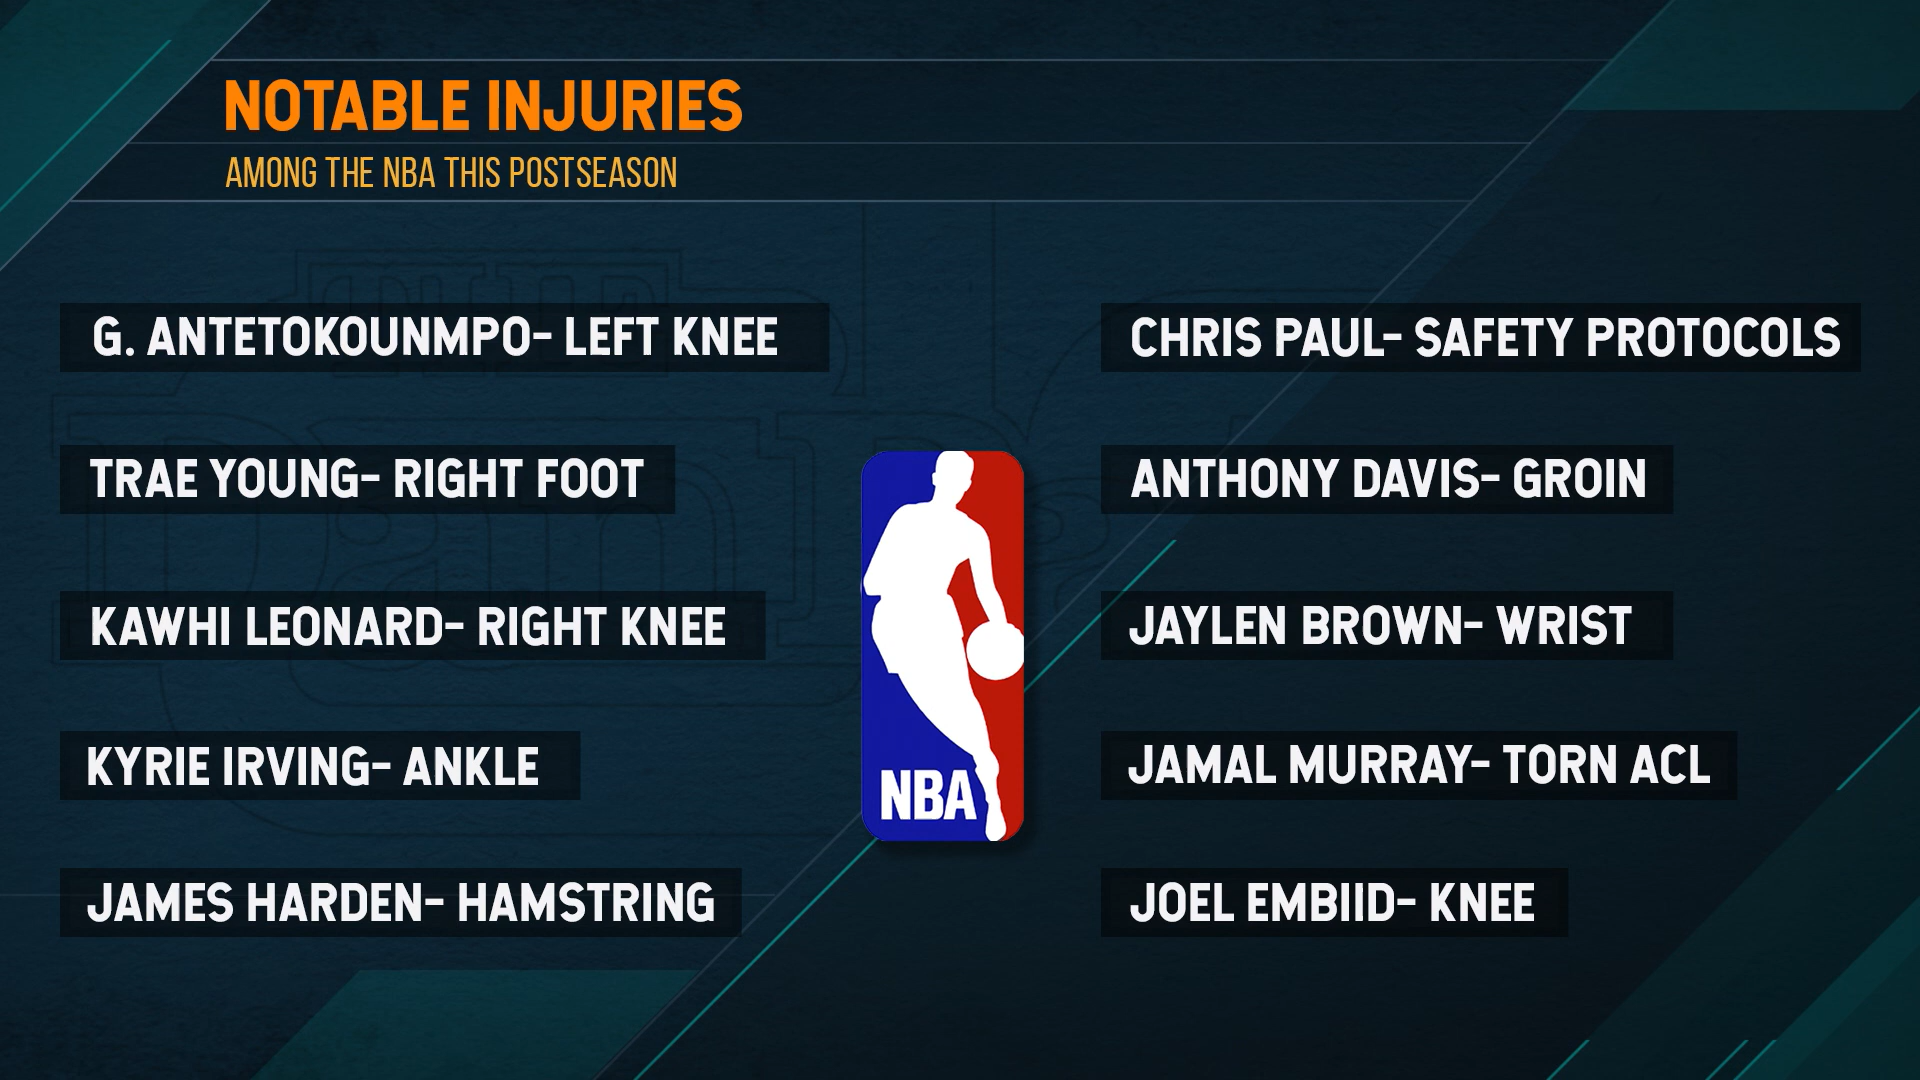 NOTABLE INJURIES
AMONG THE NBA THIS POSTSEASON
G. ANTETOKOUNMPO- LEFT KNEE
TRAE YOUNG- RIGHT FOOT
KAWHI LEONARD- RIGHT KNEE
KYRIE IRVING- ANKLE
JAMES HARDEN- HAMSTRING
NBA
CHRIS PAUL- SAFETY PROTOCOLS
ANTHONY DAVIS- GROIN
JAYLEN BROWN- WRIST
JAMAL MURRAY- TORN ACL
JOEL EMBIID- KNEE